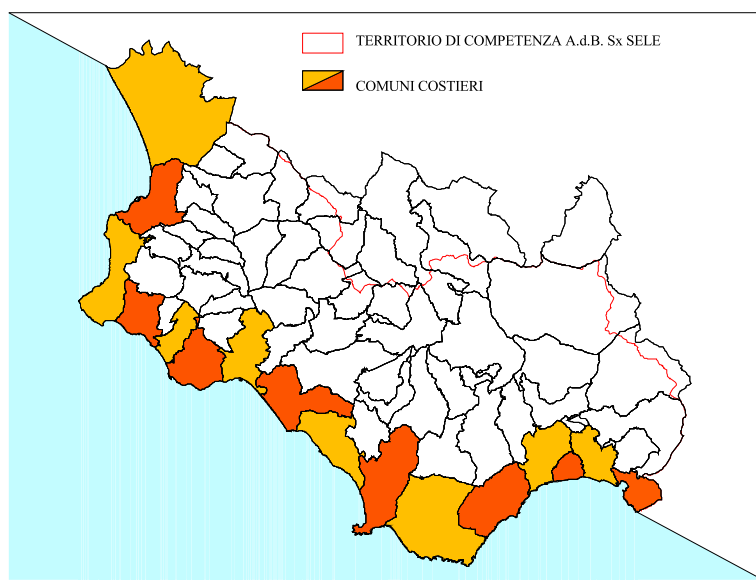 TERRITORIO DI COMPETENZA A.d.B. Sx SELE
COMUNI COSTIERI